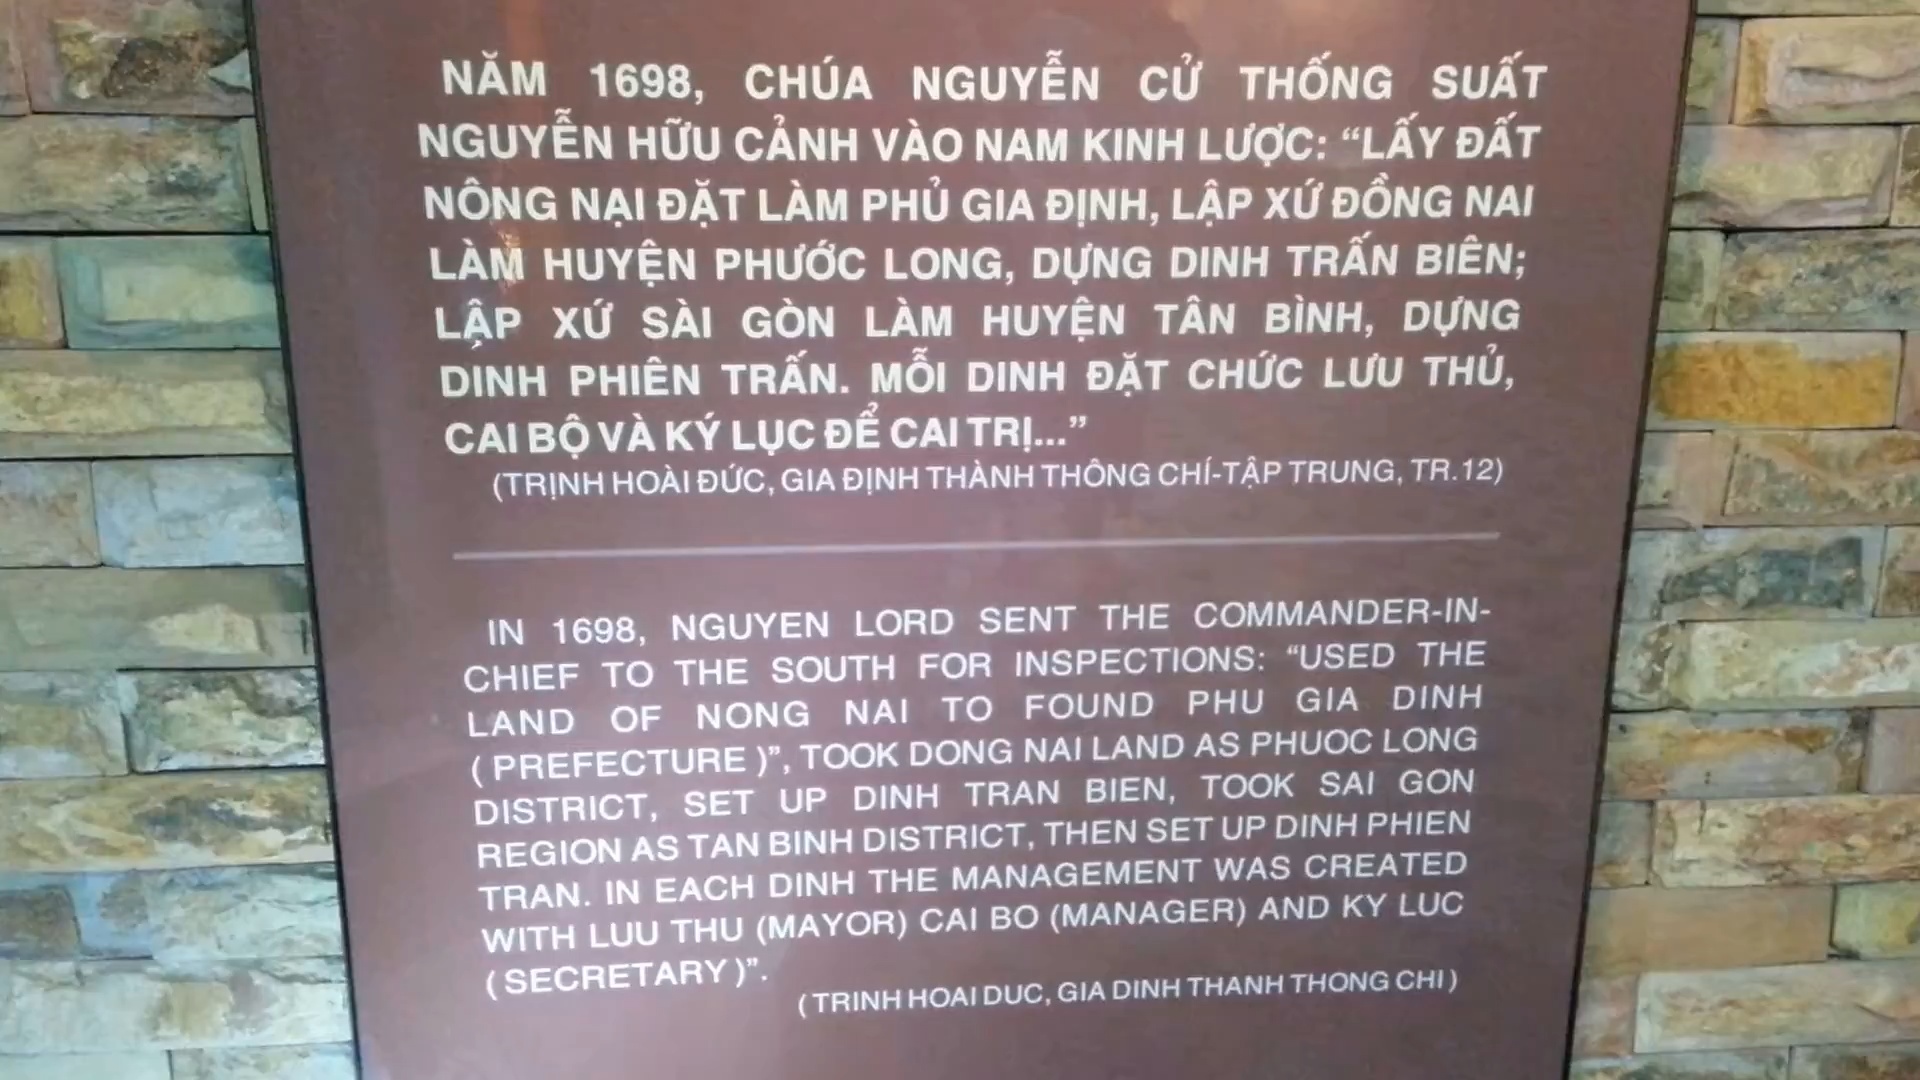 NĂM 1698, CHÚA NGUYỄN CỬ THỐNG SUẤT
NGUYỄN HỮU CẢNH VÀO NAM KINH LƯỢC: “LẤY ĐẤT
NÔNG NẠI ĐẶT LÀM PHỦ GIA ĐỊNH, LẬP XỨ ĐỒNG NAI
LÀM HUYỆN PHƯỚC LONG, DỰNG DINH TRẤN BIÊN;
LẬP XỨ SÀI GÒN LÀM HUYỆN TÂN BÌNH, DỰNG
DINH PHIÊN TRẤN. MỖI DINH ĐẶT CHỨC LƯU THỦ,
CAI BỘ VÀ KÝ LỤC ĐỂ CAI TRỊ...”
(TRỊNH HOÀI ĐỨC, GIA ĐỊNH THÀNH THÔNG CHÍ-TẬP TRUNG, TR.12)
IN 1698, NGUYEN LORD SENT THE COMMANDER-IN-
CHIEF TO THE SOUTH FOR INSPECTIONS: “USED THE
LAND OF NONG NAI TO FOUND PHU GIA DINH
( PREFECTURE )”, TOOK DONG NAI LAND AS PHUOC LONG
DISTRICT, SET UP DINH TRAN BIEN, TOOK SAI GON
REGION AS TAN BINH DISTRICT, THEN SET UP DINH PHIEN
TRAN. IN EACH DINH THE MANAGEMENT WAS CREATED
WITH LUU THU (MAYOR) CAI BO (MANAGER) AND KY LUC
( SECRETARY )”.
( TRINH HOAI DUC, GIA DINH THANH THONG CHI )